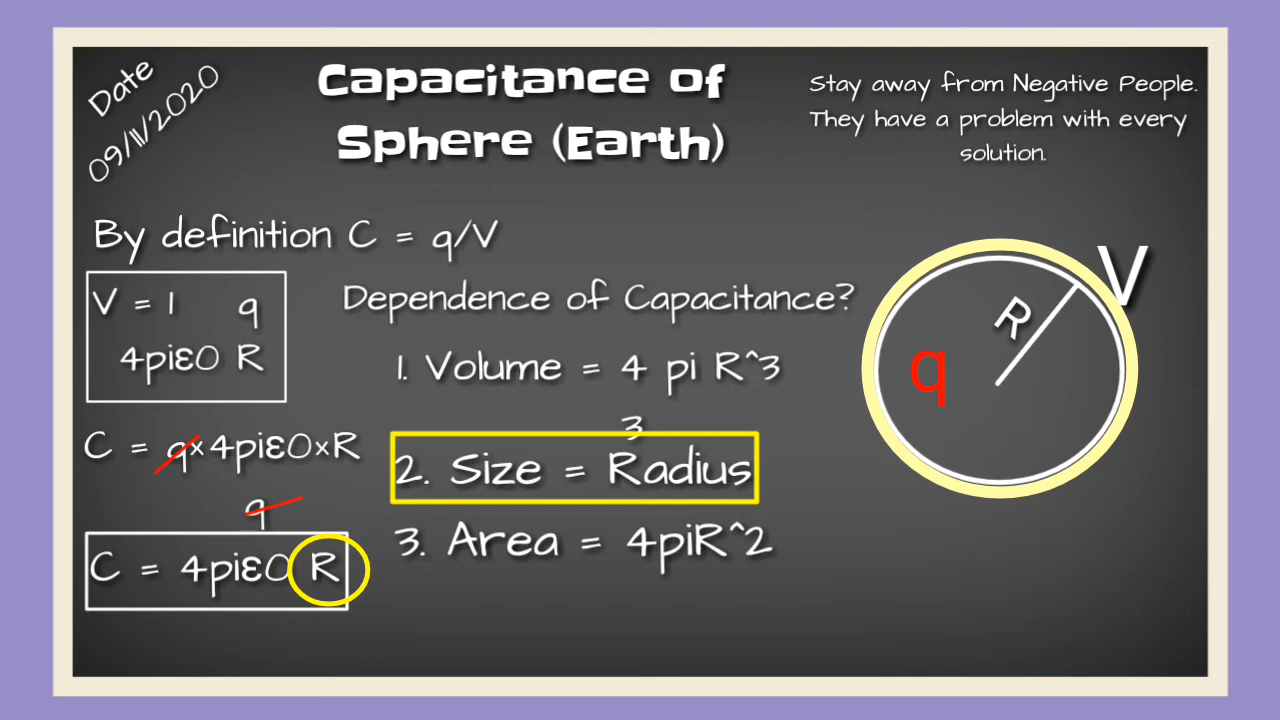 Date
09/11/2020
Capacitance of
Sphere (Earth)
Stay away from Negative People.
They have a problem with every
solution.
By definition C = q/V
V = 1 q
4piε0 R
C = q×4piε0×R
q
C = 4piε0 R
Dependence of Capacitance?
1. Volume = 4 pi R^3
3
2. Size = Radius
3. Area = 4piR^2
V
R
q